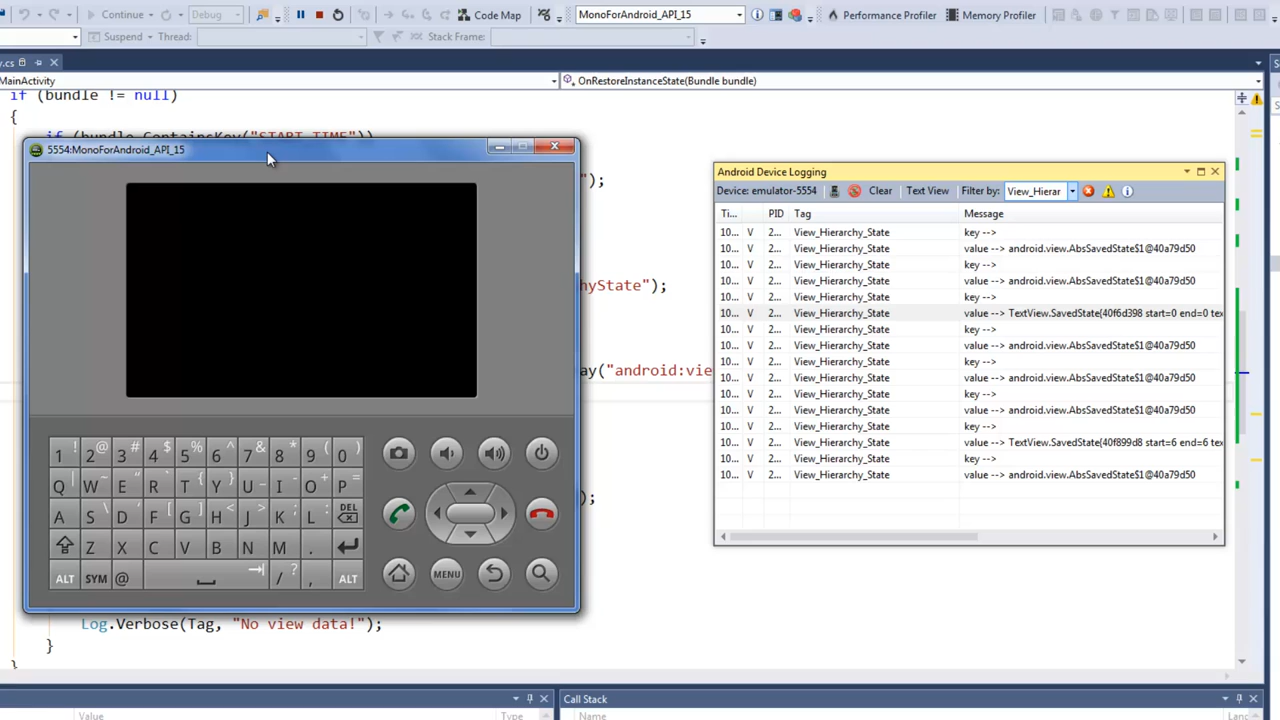 Continue Debug Code Map MonoForAndroid_API_15 Performance Profiler Memory Profiler
Suspend Thread: Stack Frame:
y.cs
MainActivity OnRestoreInstanceState(Bundle bundle)
if (bundle != null)
{
if (bundle.ContainsKey("START_TIME"))
");
hyState");
ay("android:vie
);
Log.Verbose(Tag, "No view data!");
}
}
5554:MonoForAndroid_API_15
1 ! 2 @ 3 # 4 $ 5 % 6 ^ 7 & 8 * 9 ( 0 )
Q | W ~ E " R ` T { Y } U _ I - O + P =
A S \ D ' F [ G ] H < J > K ; L : DEL
Z X C V B N M .
ALT SYM @ / ? , ALT
MENU
Android Device Logging
Device: emulator-5554 Clear Text View Filter by: View_Hierar
Ti... PID Tag Message
10... V 2... View_Hierarchy_State key -->
10... V 2... View_Hierarchy_State value --> android.view.AbsSavedState$1@40a79d50
10... V 2... View_Hierarchy_State key -->
10... V 2... View_Hierarchy_State value --> android.view.AbsSavedState$1@40a79d50
10... V 2... View_Hierarchy_State key -->
10... V 2... View_Hierarchy_State value --> TextView.SavedState{40f6d398 start=0 end=0 tex
10... V 2... View_Hierarchy_State key -->
10... V 2... View_Hierarchy_State value --> android.view.AbsSavedState$1@40a79d50
10... V 2... View_Hierarchy_State key -->
10... V 2... View_Hierarchy_State value --> android.view.AbsSavedState$1@40a79d50
10... V 2... View_Hierarchy_State key -->
10... V 2... View_Hierarchy_State value --> android.view.AbsSavedState$1@40a79d50
10... V 2... View_Hierarchy_State key -->
10... V 2... View_Hierarchy_State value --> TextView.SavedState{40f899d8 start=6 end=6 tex
10... V 2... View_Hierarchy_State key -->
10... V 2... View_Hierarchy_State value --> android.view.AbsSavedState$1@40a79d50
Value Type
Call Stack
Name Lang